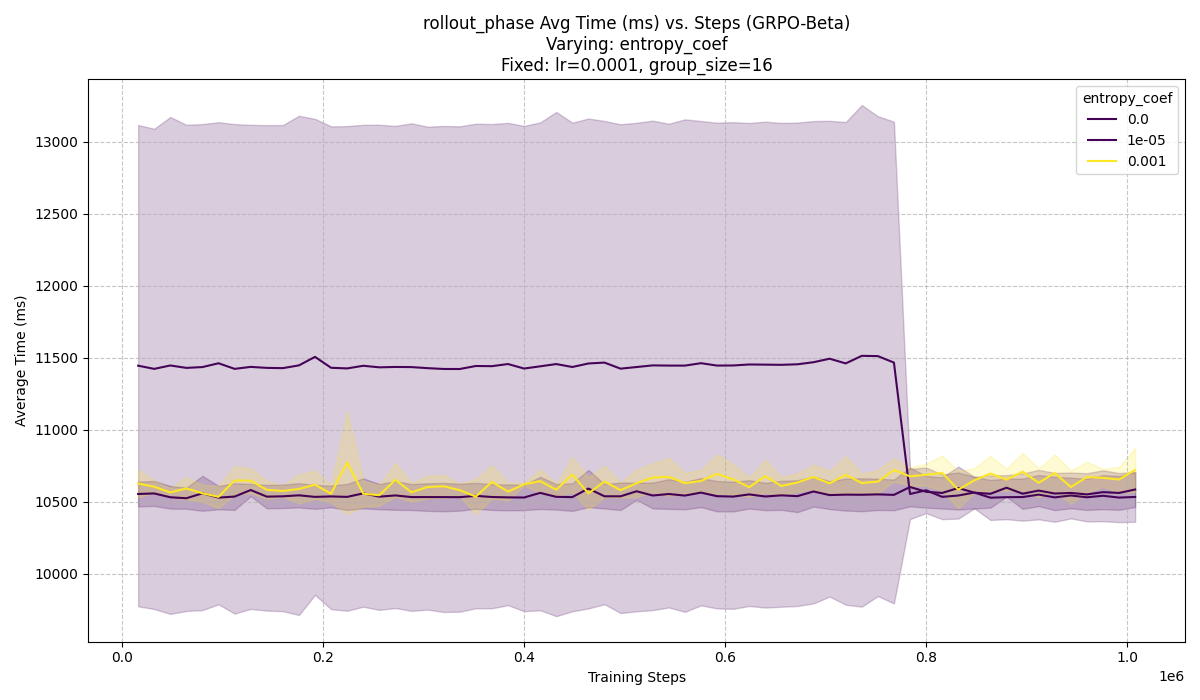 rollout_phase Avg Time (ms) vs. Steps (GRPO-Beta)
Varying: entropy_coef
Fixed: lr=0.0001, group_size=16
entropy_coef
0.0
1e-05
0.001
Average Time (ms)
13000
12500
12000
11500
11000
10500
10000
0.0
0.2
0.4
0.6
0.8
1.0
1e6
Training Steps